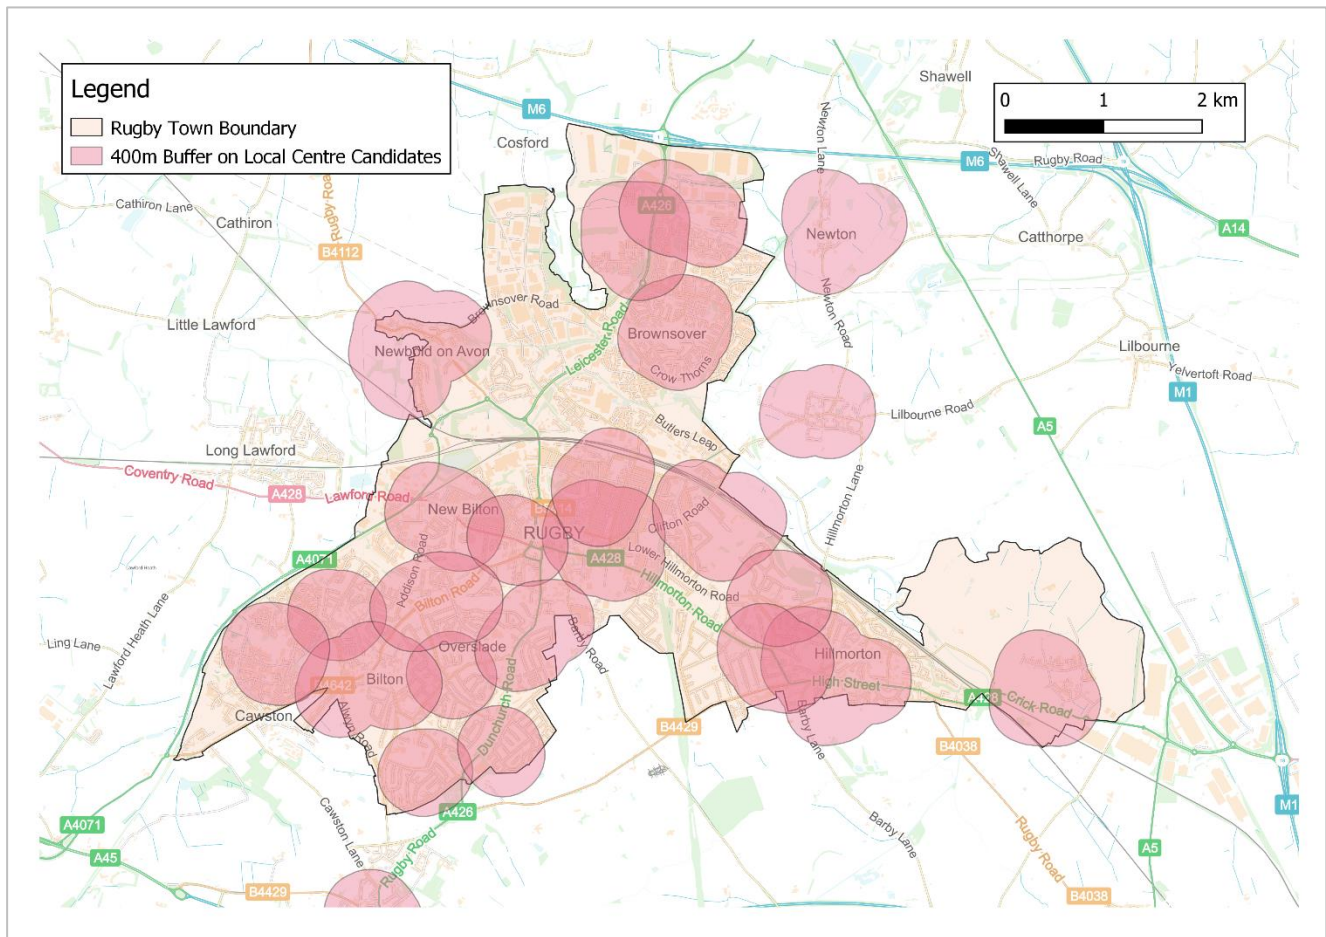 Legend
Rugby Town Boundary
400m Buffer on Local Centre Candidates
0 1 2 km
Shawell
M6
Cosford
Newton Lane
M6
Shawell Lane
Rugby Road
Rugby Roa
Cathiron Lane
Cathiron
A426
Newton
Catthorpe
A14
B4112
Brownsover Road
Little Lawford
Leicester Road
Brownsover
Newton Road
Newbold on Avon
Lilbourne
Crow Thorns
Yelvertoft Road
M1
Lilbourne Road
Butlers Leap
A5
Long Lawford
Coventry Road
A428
Lawford Road
New Bilton
Clifton Road
Hillmorton Lane
RUGBY
A4071
A428
Lower Hillmorton Road
Hillmorton Road
Addison Road
Bilton Road
Lawford Heath Lane
Ling Lane
Overslade
Barby Road
Hillmorton
Bilton
High Street
Cawston
Alwyn Road
Dunchurch Road
Barby Lane
Crick Road
B4429
B4038
Cawston Lane
A426
M1
A4071
Barby Lane
Rugby Road
A5
A45
Rugby Road
B4429
B4038